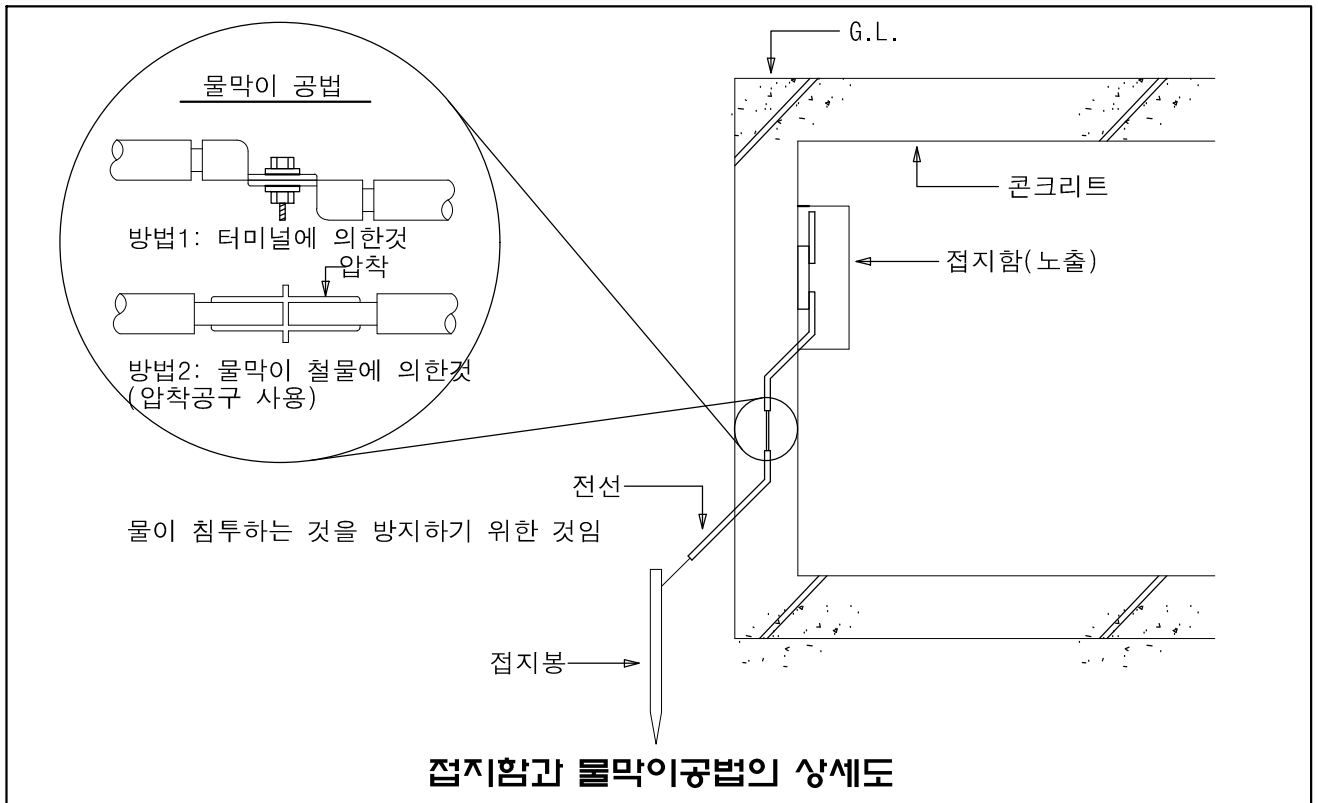 G.L.
물막이 공법
콘크리트
방법1: 터미널에 의한것
압착
접지함(노출)
방법2: 물막이 철물에 의한것
(압착공구 사용)
전선
물이 침투하는 것을 방지하기 위한 것임
접지봉
접지함과 물막이공법의 상세도